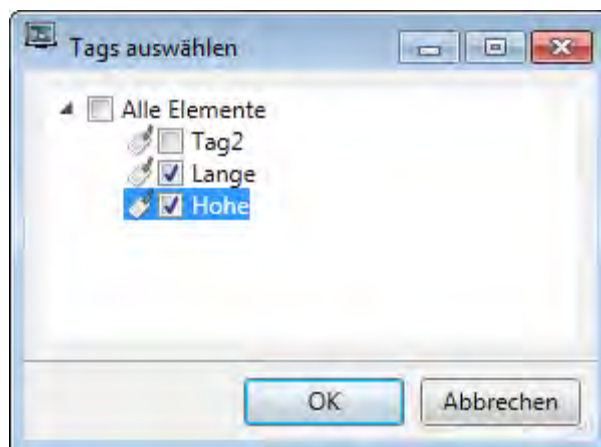 Tags auswählen
Alle Elemente
Tag2
Lange
Hohe
OK
Abbrechen